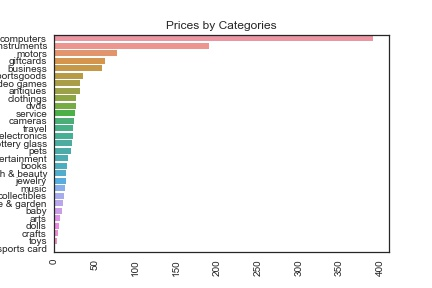 Prices by Categories
computers
nstruments
motors
giftcards
business
portsgoods
deo games
antiques
clothings
dvds
service
cameras
travel
electronics
ottery glass
pets
ertainment
books
h & beauty
jewelry
music
collectibles
e & garden
baby
arts
dolls
crafts
toys
sports card
0
50
100
150
200
250
300
350
400